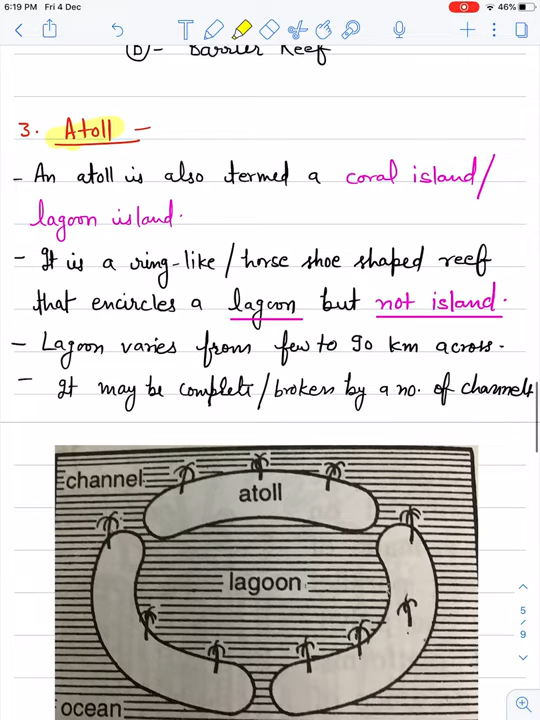 6:19 PM Fri 4 Dec
46%
(b)- Barrier Reef
3. Atoll -
- An atoll is also termed a coral island/
lagoon island.
- It is a ring-like/horse shoe shaped reef
that encircles a lagoon but not island.
- Lagoon varies from few to 90 km across.
- It may be complete/broken by a no. of channels
channel
atoll
lagoon
ocean
5
/
9